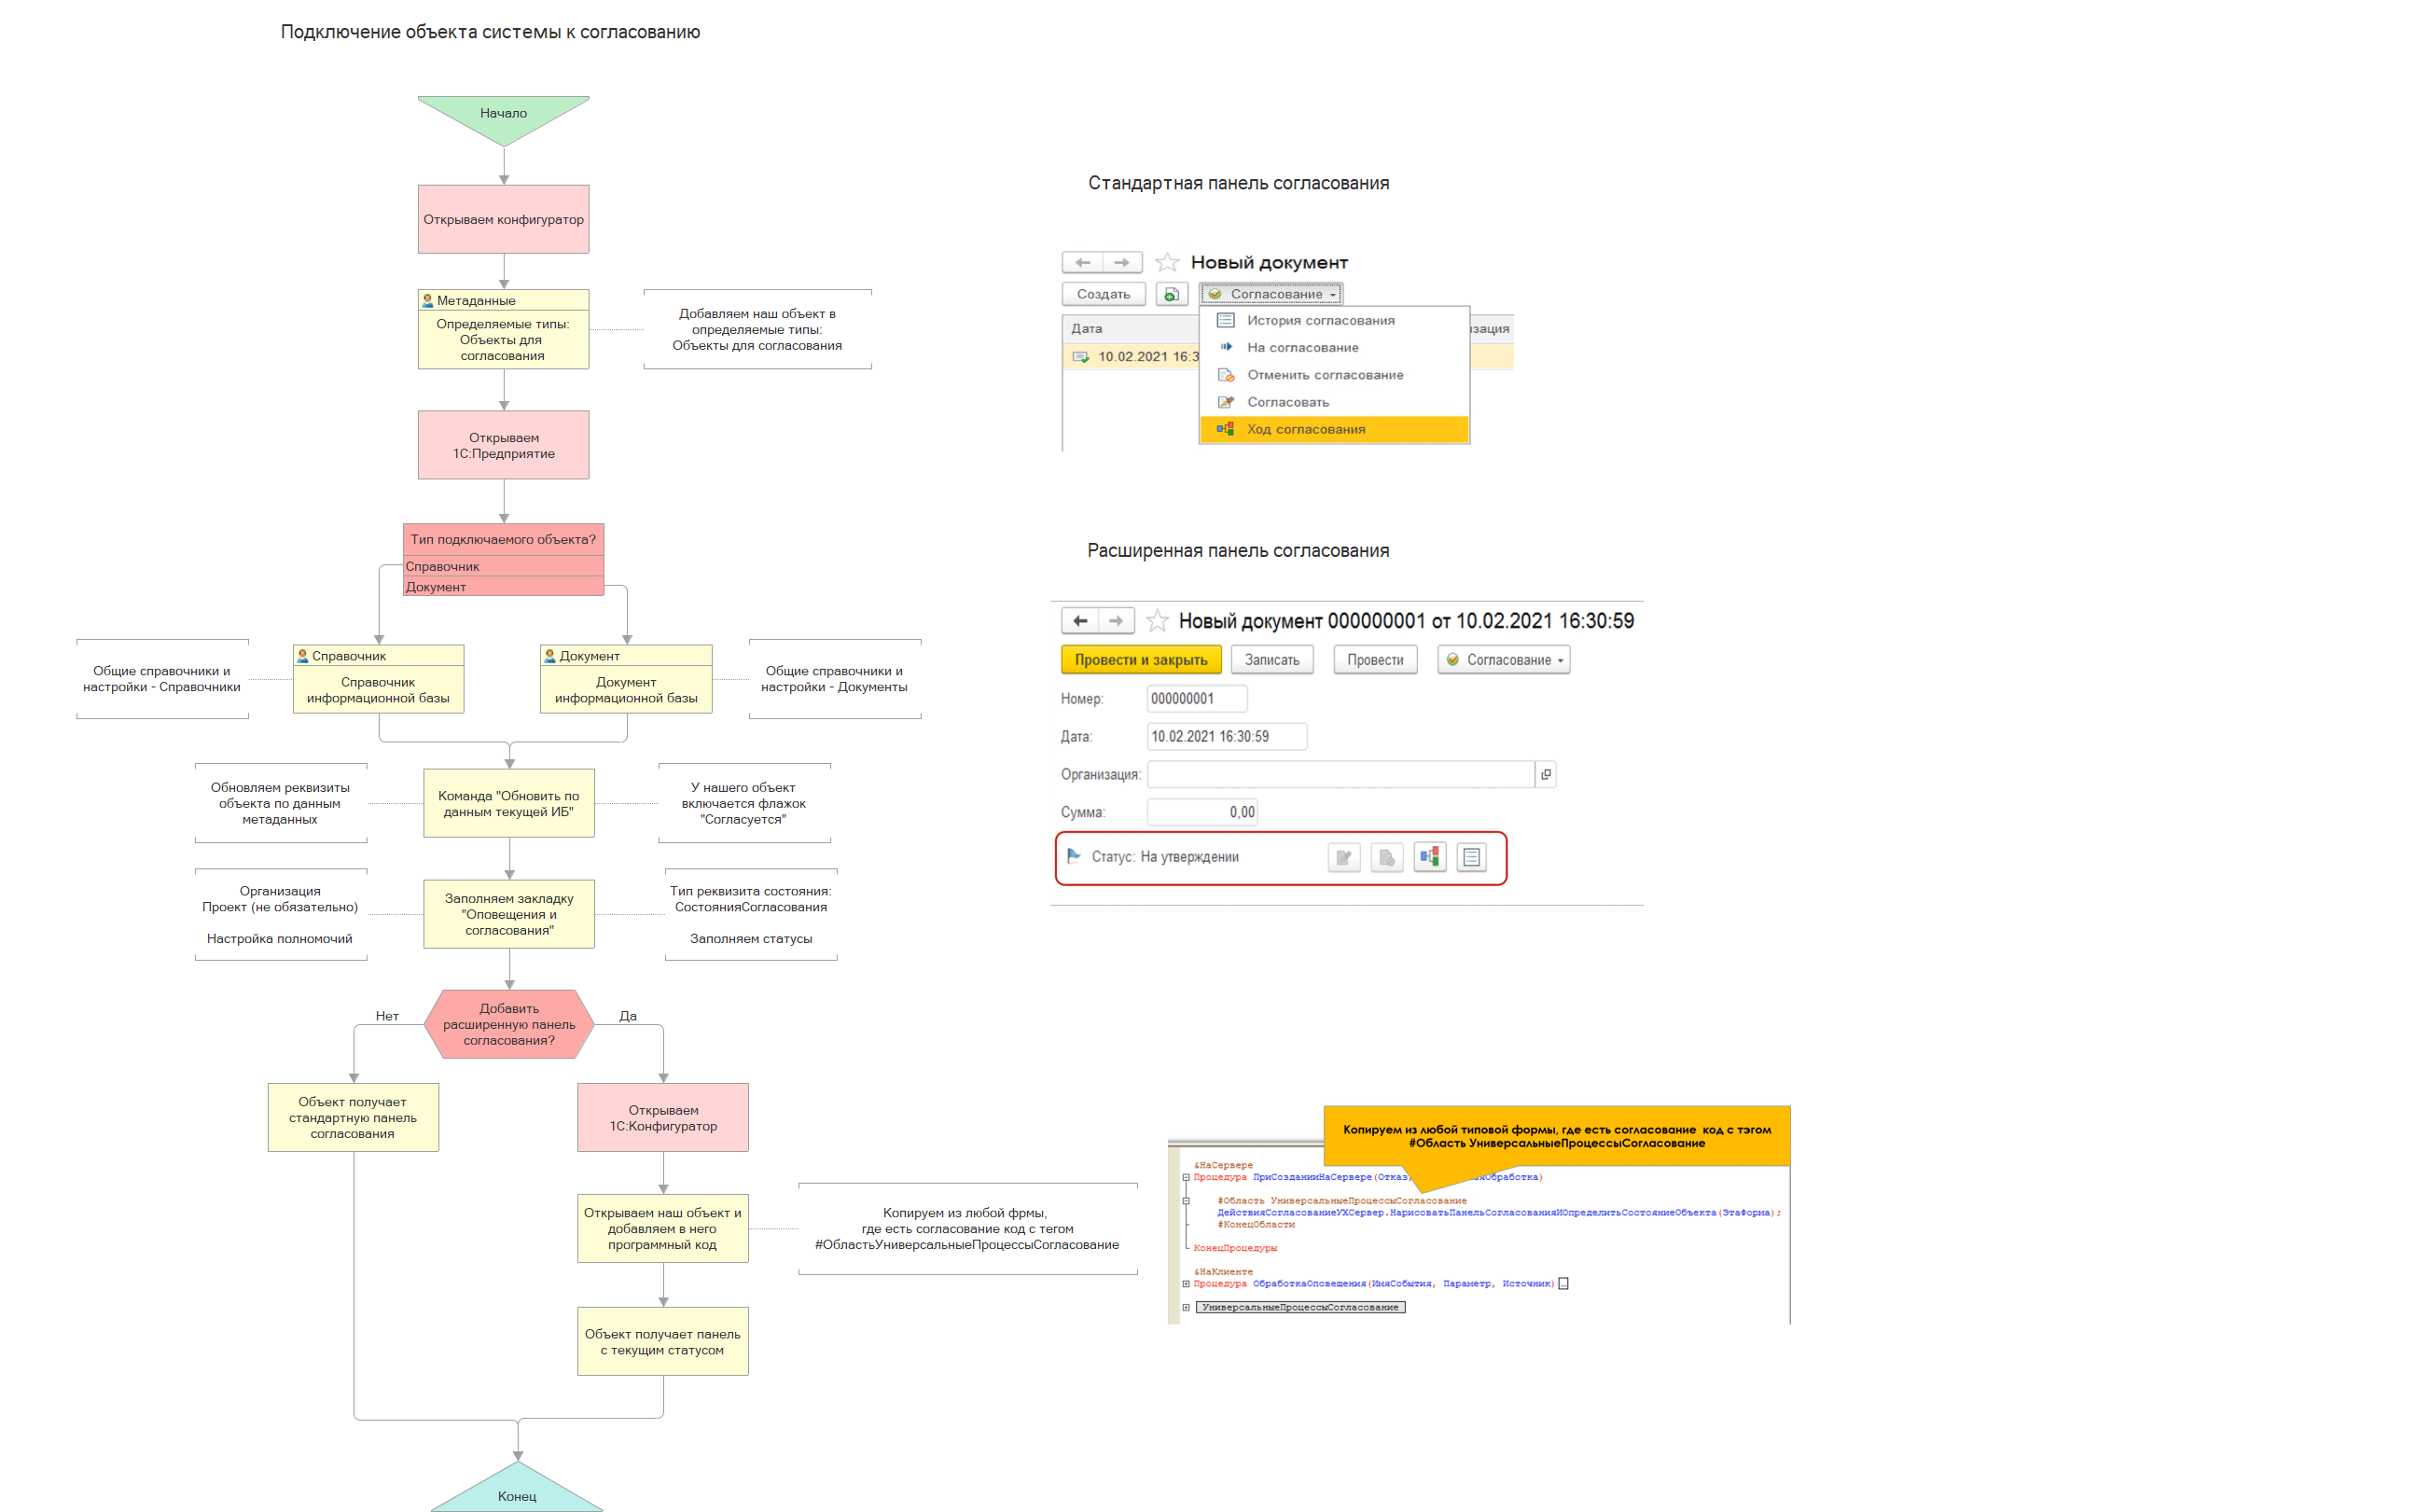 Подключение объекта системы к согласованию
Начало
Открываем конфигуратор
Метаданные
Определяемые типы:
Объекты для
согласования
Добавляем наш объект в
определяемые типы:
Объекты для согласования
Открываем
1С:Предприятие
Тип подключаемого объекта?
Справочник
Документ
Общие справочники и
настройки - Справочники
Справочник
Справочник
информационной базы
Документ
Документ
информационной базы
Общие справочники и
настройки - Документы
Обновляем реквизиты
объекта по данным
метаданных
Команда "Обновить по
данным текущей ИБ"
У нашего объект
включается флажок
"Согласуется"
Организация
Проект (не обязательно)
Настройка полномочий
Заполняем закладку
"Оповещения и
согласования"
Тип реквизита состояния:
СостоянияСогласования
Заполняем статусы
Нет
Добавить
расширенную панель
согласования?
Да
Объект получает
стандартную панель
согласования
Открываем
1С:Конфигуратор
Открываем наш объект и
добавляем в него
программный код
Копируем из любой фрмы,
где есть согласование код с тегом
#ОбластьУниверсальныеПроцессыСогласование
Объект получает панель
с текущим статусом
Конец
Стандартная панель согласования
Новый документ
Создать
Согласование
Дата
10.02.2021 16:3
История согласования
На согласование
Отменить согласование
Согласовать
Ход согласования
зация
Расширенная панель согласования
Новый документ 000000001 от 10.02.2021 16:30:59
Провести и закрыть
Записать
Провести
Согласование
Номер: 000000001
Дата: 10.02.2021 16:30:59
Организация:
Сумма: 0,00
Статус: На утверждении
Копируем из любой типовой формы, где есть согласование код с тэгом
#Область УниверсальныеПроцессыСогласование
&НаСервере
Процедура ПриСозданииНаСервере(Отказ, яОбработка)
#Область УниверсальныеПроцессыСогласование
ДействияСогласованиеУХСервер.НарисоватьПанельСогласованияИОпределитьСостояниеОбъекта(ЭтаФорма);
#КонецОбласти
КонецПроцедуры
&НаКлиенте
Процедура ОбработкаОповещения(ИмяСобытия, Параметр, Источник) ...
УниверсальныеПроцессыСогласование